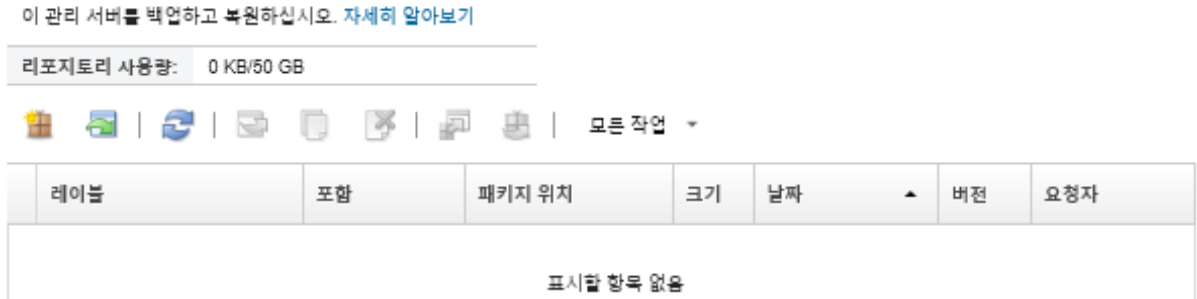 이 관리 서버를 백업하고 복원하십시오. 자세히 알아보기
리포지토리 사용량: 0 KB/50 GB
모든 작업
레이블 포함 패키지 위치 크기 날짜 버전 요청자
표시할 항목 없음